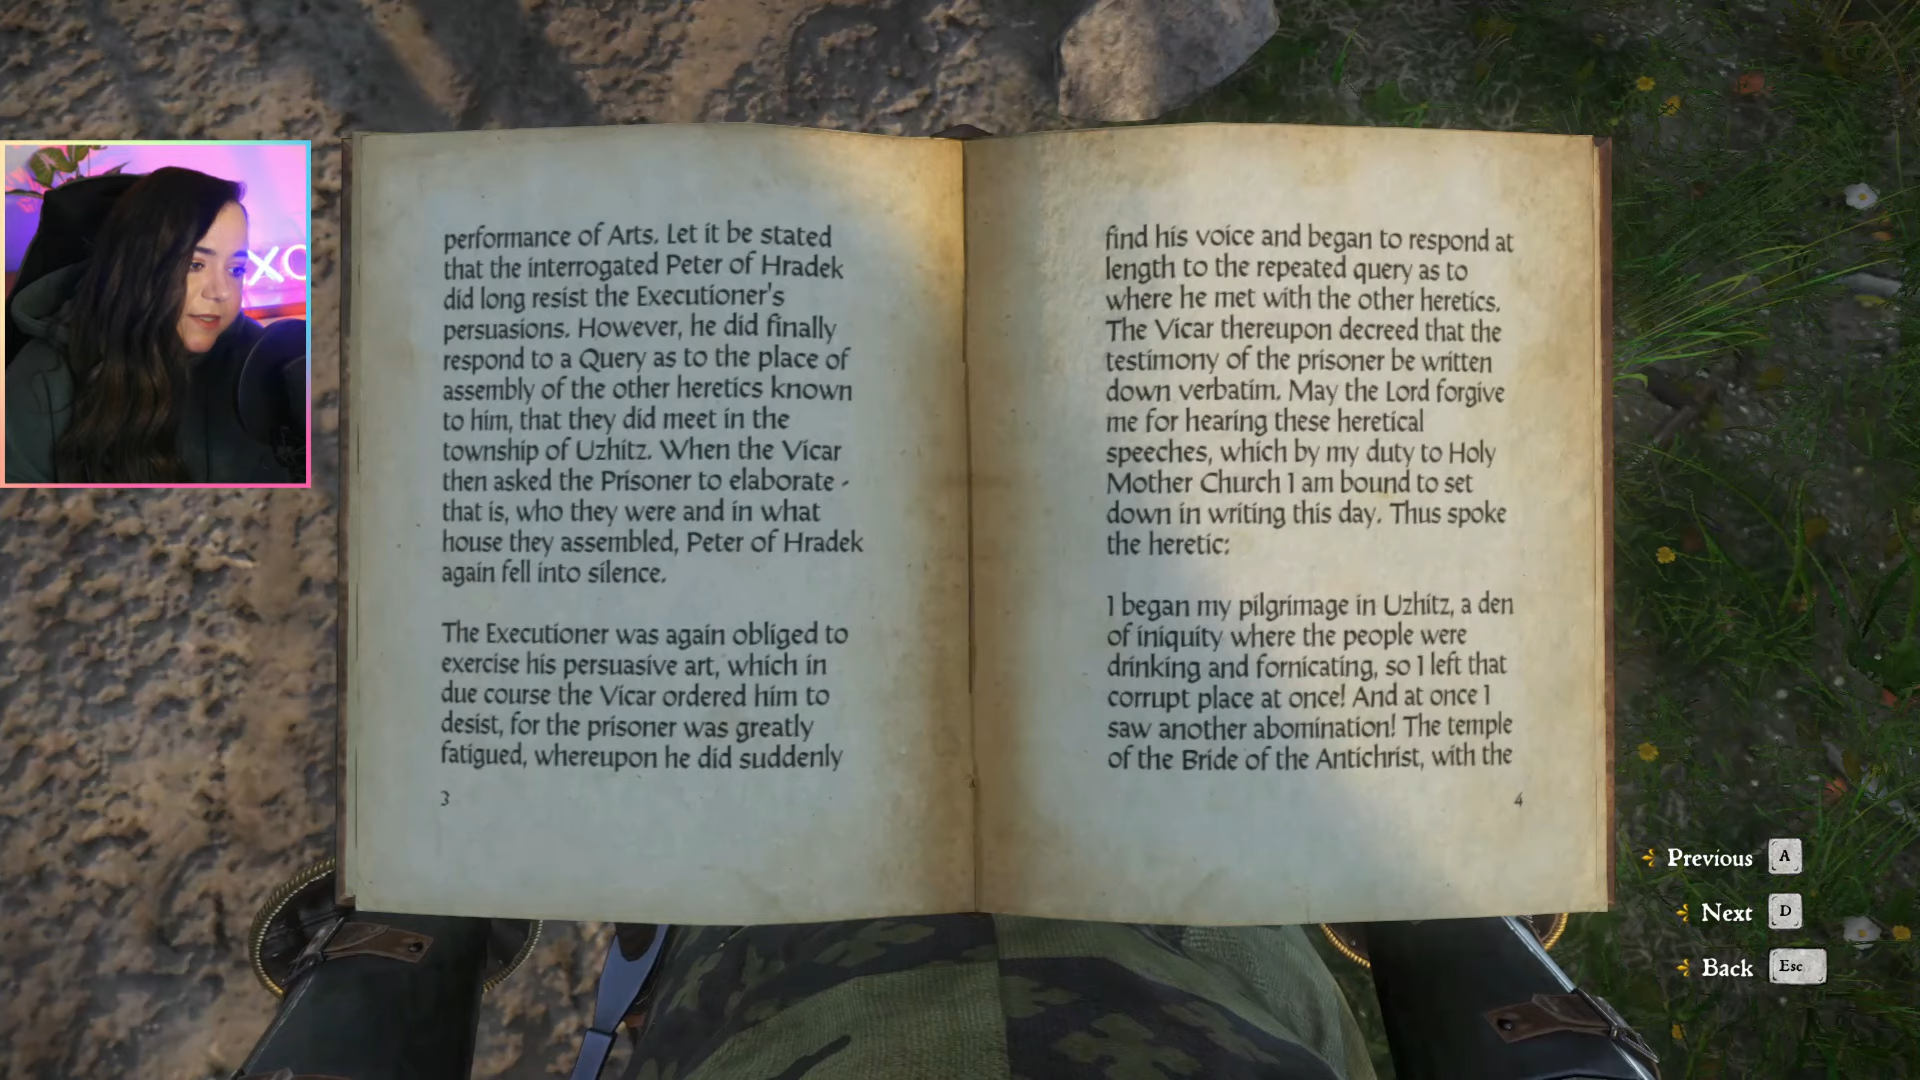 performance of Arts. Let it be stated
that the interrogated Peter of Hradek
did long resist the Executioner's
persuasions. However, he did finally
respond to a Query as to the place of
assembly of the other heretics known
to him, that they did meet in the
township of Uzhitz. When the Vicar
then asked the Prisoner to elaborate -
that is, who they were and in what
house they assembled, Peter of Hradek
again fell into silence.
The Executioner was again obliged to
exercise his persuasive art, which in
due course the Vicar ordered him to
desist, for the prisoner was greatly
fatigued, whereupon he did suddenly
3
find his voice and began to respond at
length to the repeated query as to
where he met with the other heretics.
The Vicar thereupon decreed that the
testimony of the prisoner be written
down verbatim. May the Lord forgive
me for hearing these heretical
speeches, which by my duty to Holy
Mother Church I am bound to set
down in writing this day. Thus spoke
the heretic:
I began my pilgrimage in Uzhitz, a den
of iniquity where the people were
drinking and fornicating, so I left that
corrupt place at once! And at once I
saw another abomination! The temple
of the Bride of the Antichrist, with the
4
XO
Previous A
Next D
Back Esc